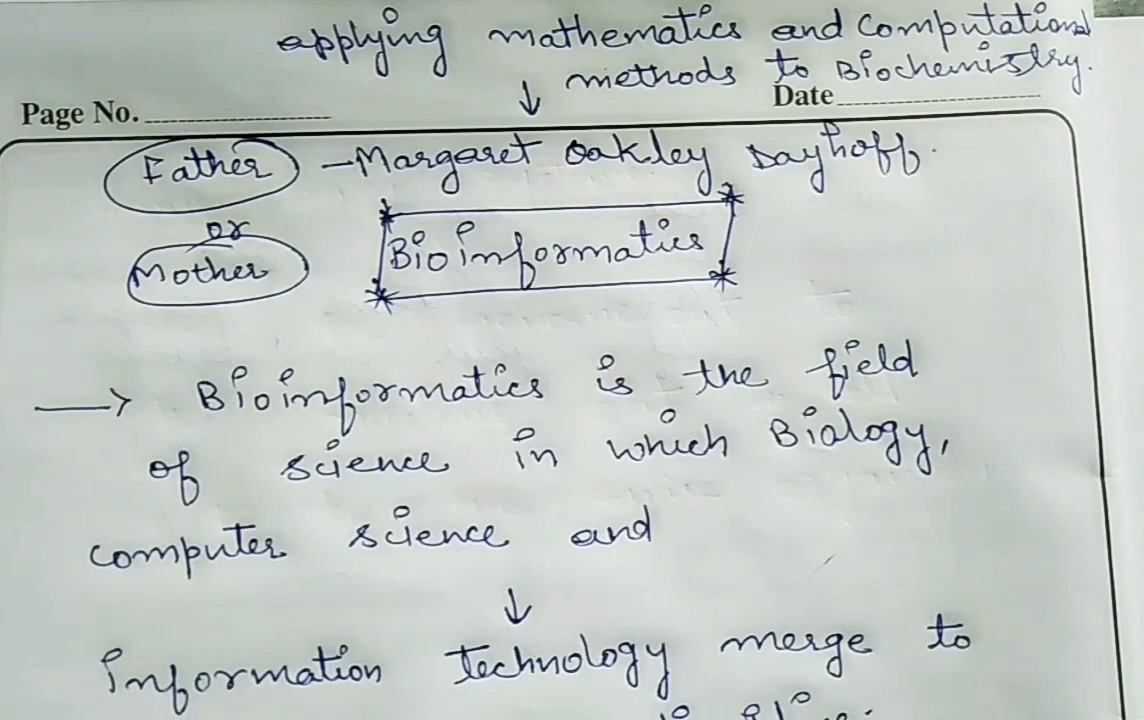 applying mathematics and Computational
methods to Biochemistry.
↓
Page No. Date
Father - Margaret Oakley Dayhoff.
or
Mother
Bioinformatics
→ Bioinformatics is the field
of science in which Biology,
computer science and
↓
Information technology merge to